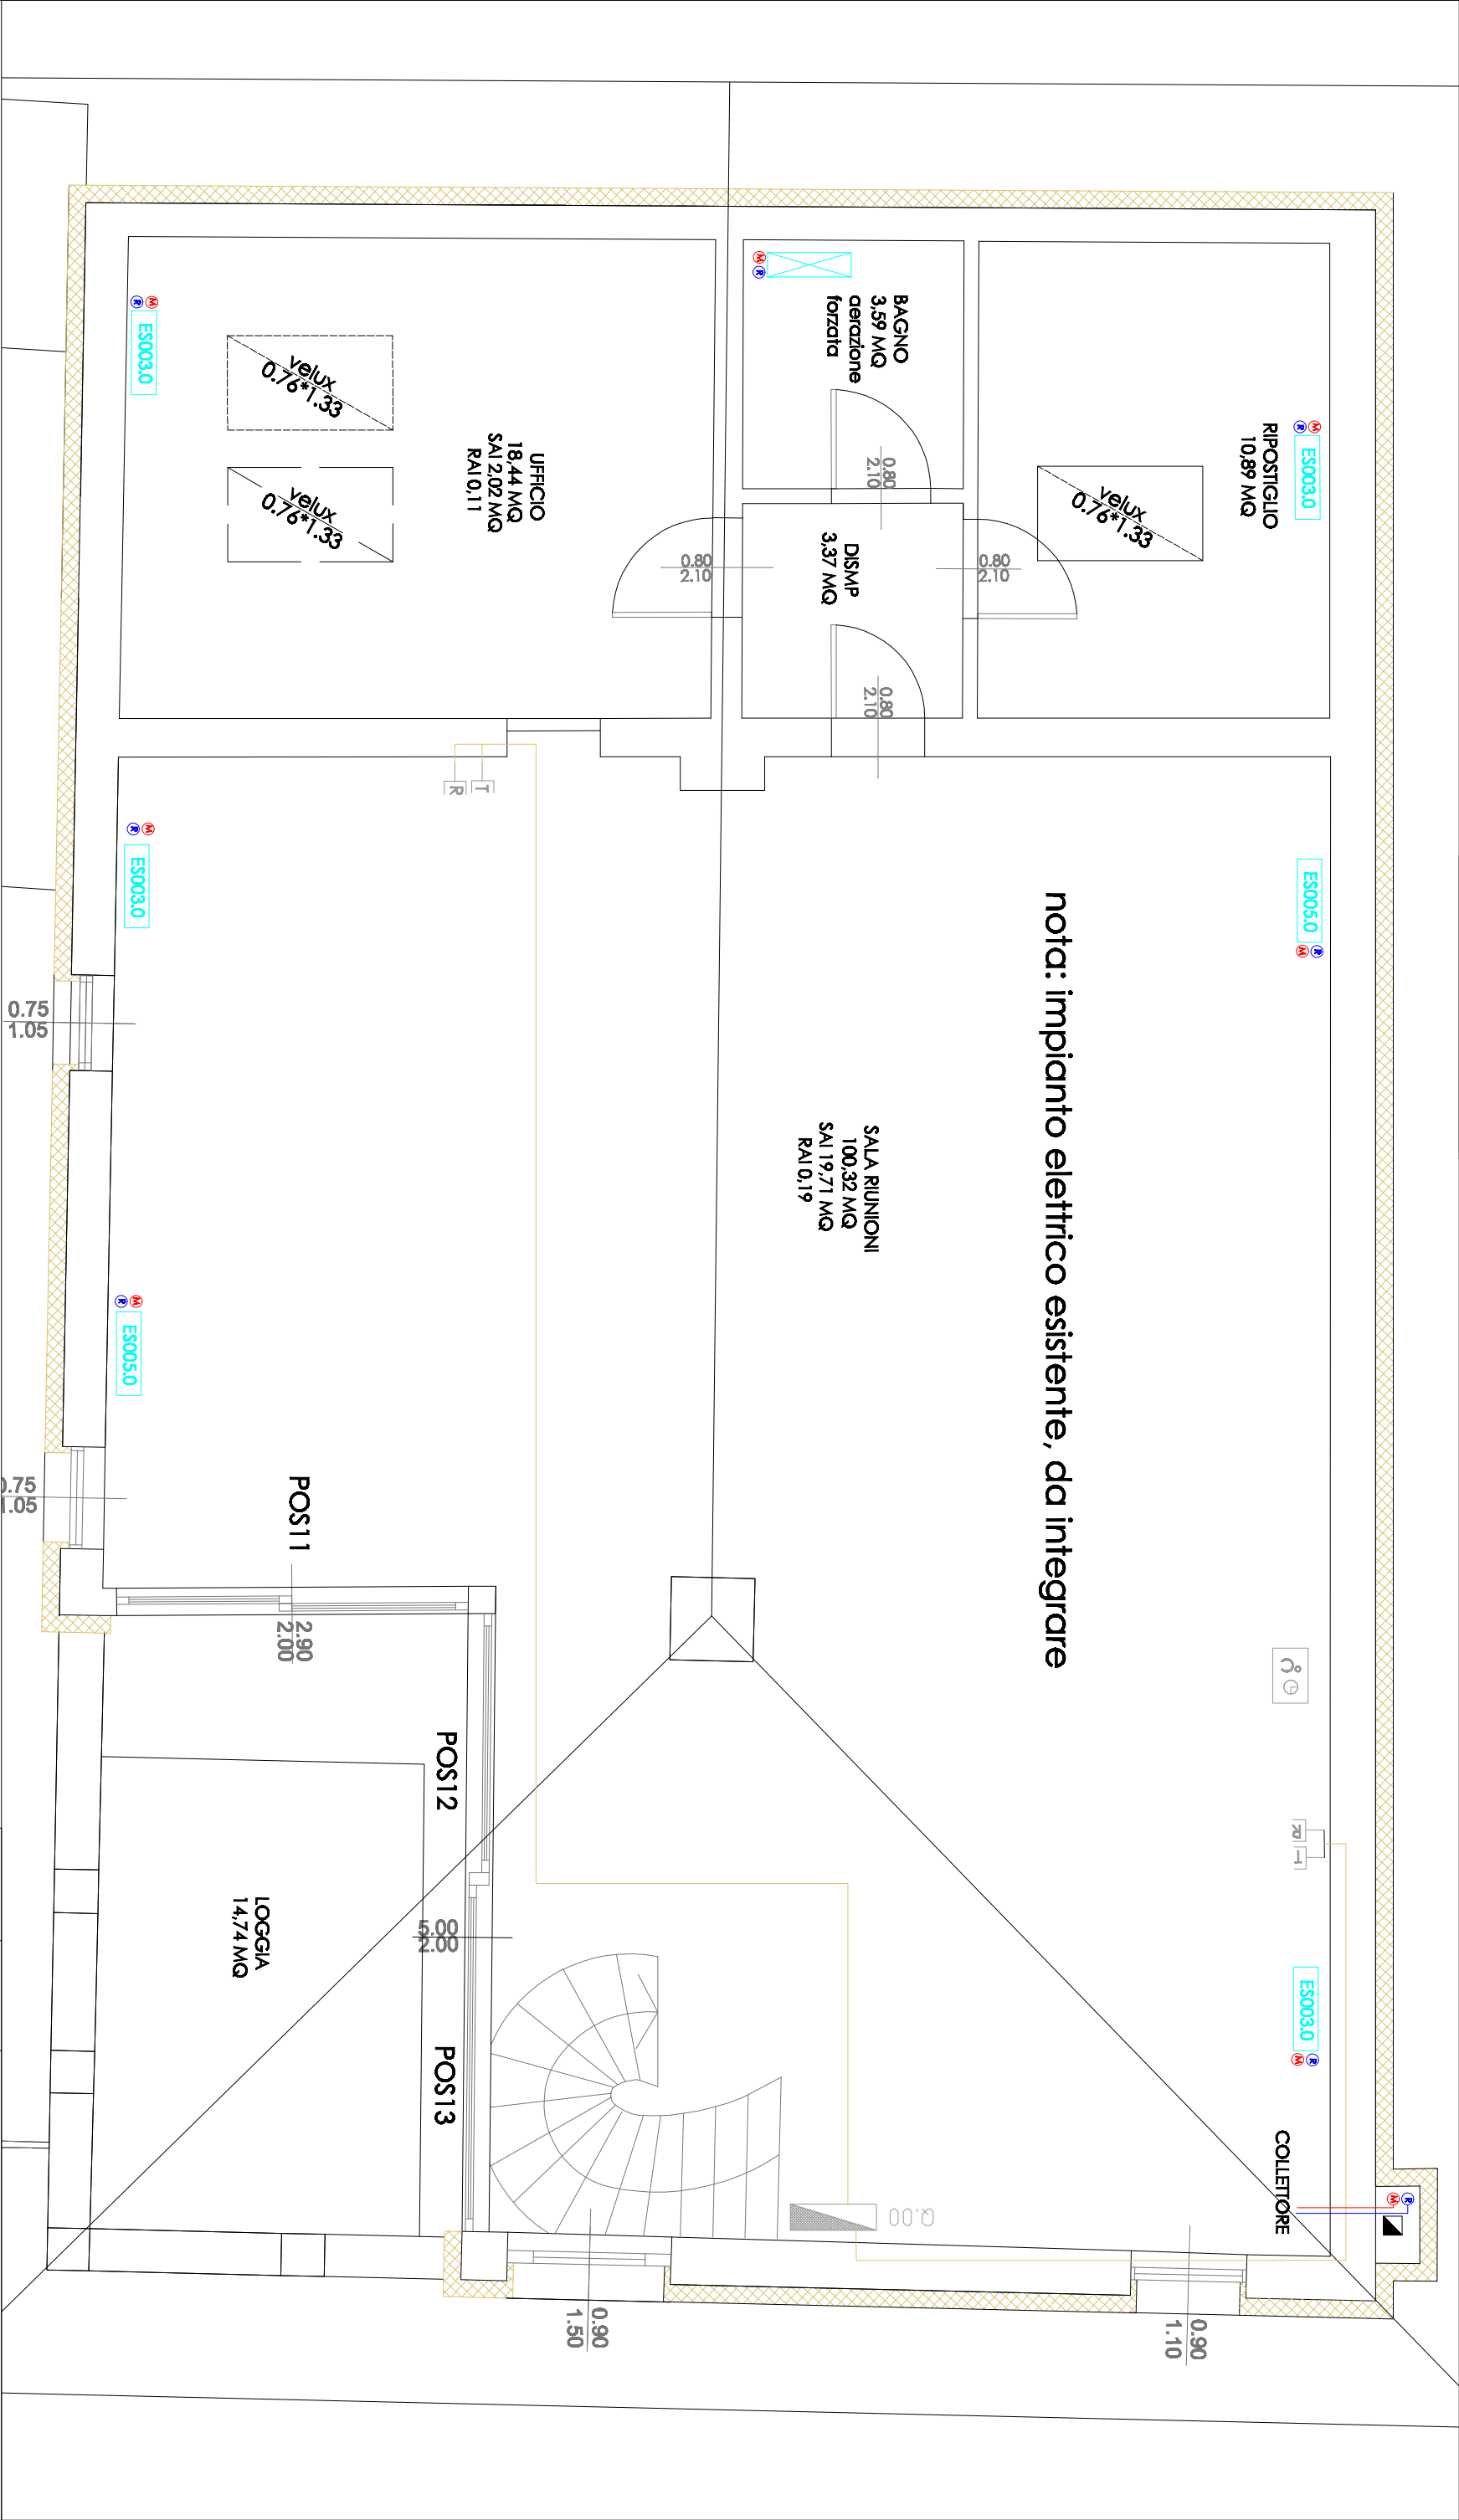 RIPOSTIGLIO
10,89 MQ
M
R
ES003.0
velux
0.76*1.33
BAGNO
3,59 MQ
aerazione
forzata
M
R
0.80
2.10
DISMP
3,37 MQ
0.80
2.10
0.80
2.10
0.80
2.10
UFFICIO
18,44 MQ
SAI 2,02 MQ
RAI 0,11
velux
0.76*1.33
velux
0.76*1.33
M
R
ES003.0
T
R
ES005.0
R
M
nota: impianto elettrico esistente, da integrare
SALA RIUNIONI
100,32 MQ
SAI 19,71 MQ
RAI 0,19
M
R
ES003.0
0.75
1.05
M
R
ES005.0
0.75
1.05
POS11
2.90
2.00
POS12
5.00
2.00
POS13
LOGGIA
14,74 MQ
R
T
ES003.0
R
M
COLLETTORE
R
M
Q.00
0.90
1.50
0.90
1.10